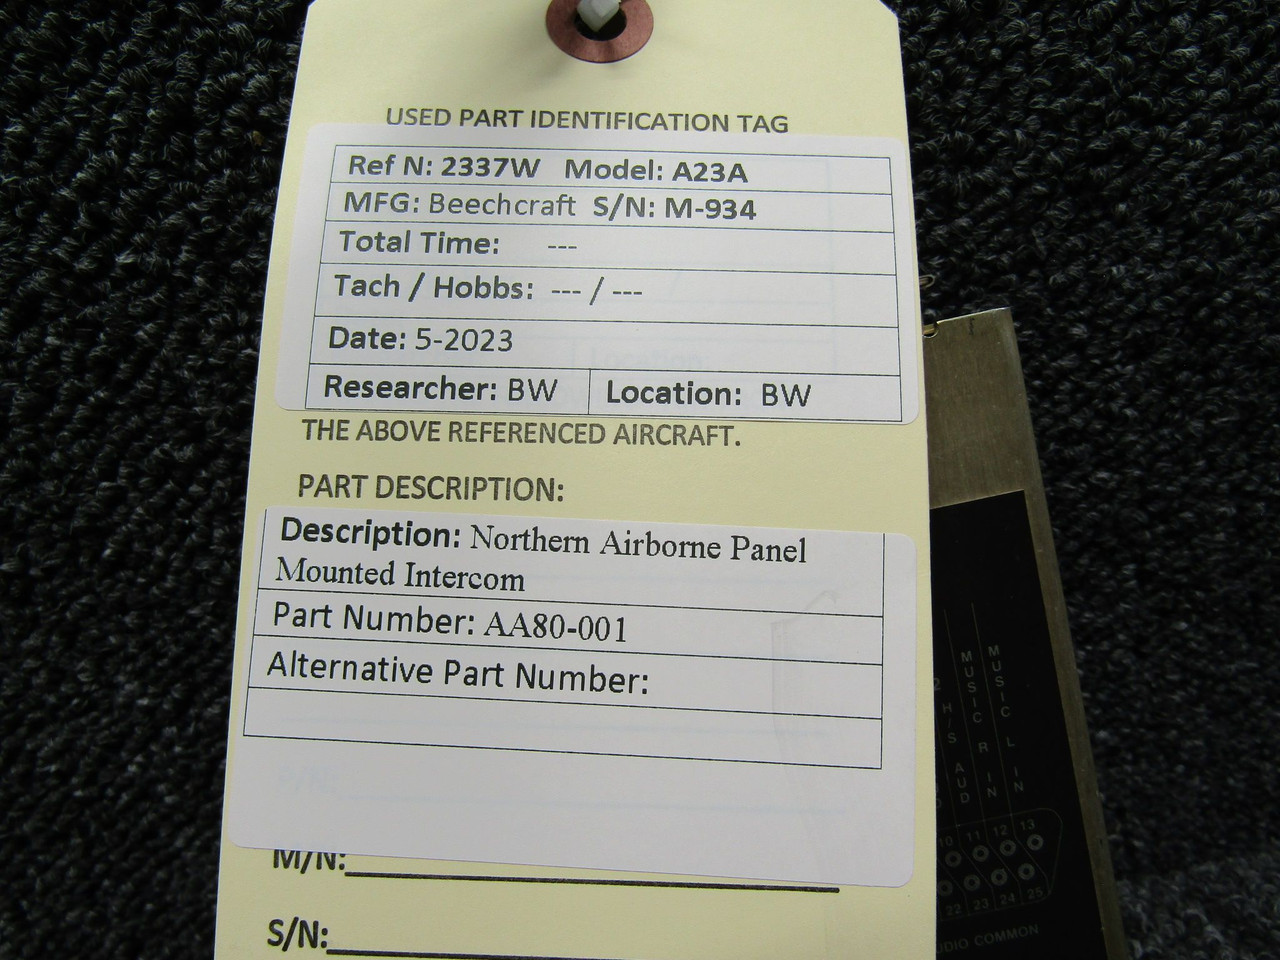 USED PART IDENTIFICATION TAG
Ref N: 2337W Model: A23A
MFG: Beechcraft S/N: M-934
Total Time: ---
Tach / Hobbs: --- / ---
Date: 5-2023
Researcher: BW Location: BW
THE ABOVE REFERENCED AIRCRAFT.
PART DESCRIPTION:
Description: Northern Airborne Panel
Mounted Intercom
Part Number: AA80-001
Alternative Part Number:
P/N:
M/N:
S/N:
MUSIC R IN
MUSIC L IN
10 11 12 13
22 23 24 25
COMMON